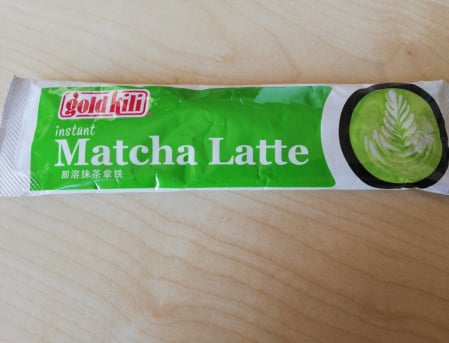 gold kili
instant
Matcha Latte
即溶抹茶拿铁